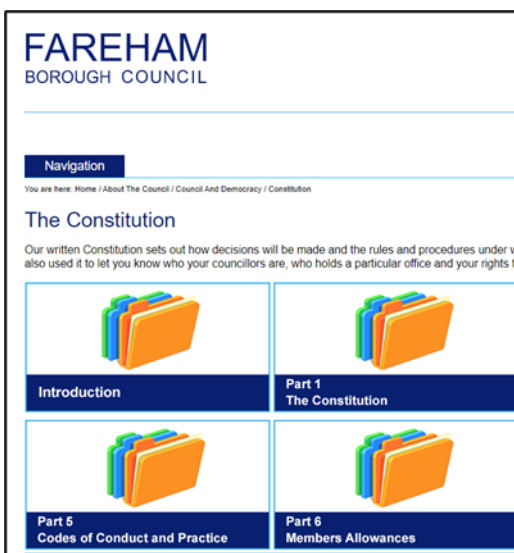 FAREHAM
BOROUGH COUNCIL
Navigation
You are here: Home / About The Council / Council And Democracy / Constitution
The Constitution
Our written Constitution sets out how decisions will be made and the rules and procedures under
also used it to let you know who your councillors are, who holds a particular office and your rights
Introduction
Part 1
The Constitution
Part 5
Codes of Conduct and Practice
Part 6
Members Allowances